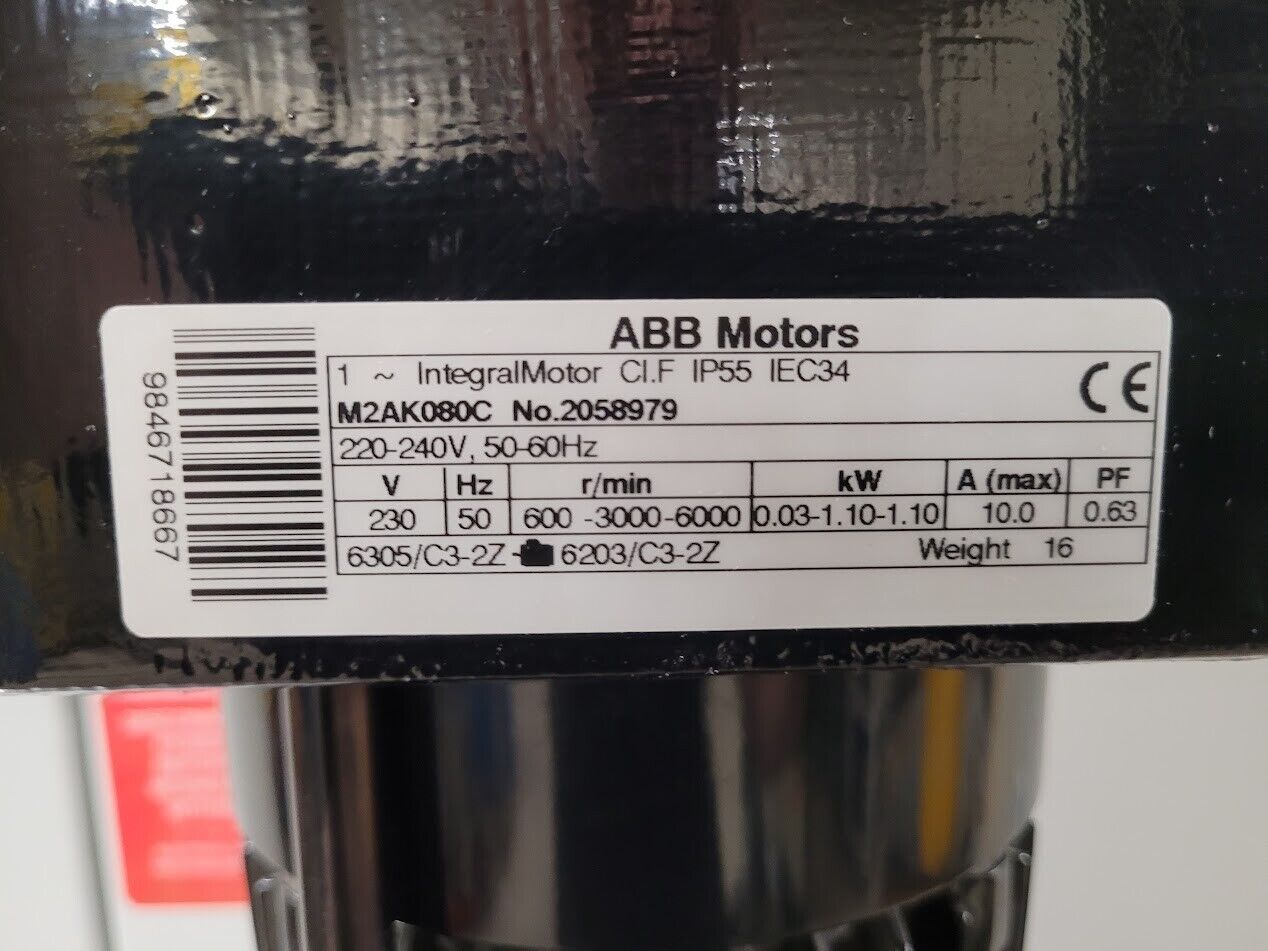 ABB Motors
1 ~ IntegralMotor Cl.F IP55 IEC34
CE
M2AK080C No.2058979
220-240V, 50-60Hz
V Hz r/min kW A (max) PF
230 50 600 -3000-6000 0.03-1.10-1.10 10.0 0.63
6305/C3-2Z 6203/C3-2Z Weight 16
9846718667